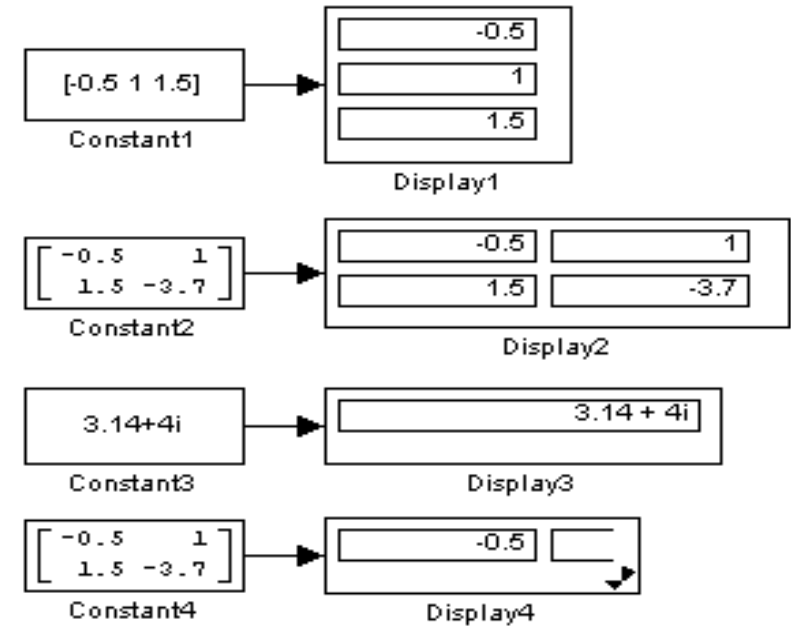 -0.5
[-0.5 1 1.5]
1
1.5
Constant1
Display1
-0.5 1
-0.5 1
1.5 -3.7
1.5 -3.7
Constant2
Display2
3.14+4i
3.14 + 4i
Constant3
Display3
-0.5 1
-0.5
1.5 -3.7
Constant4
Display4